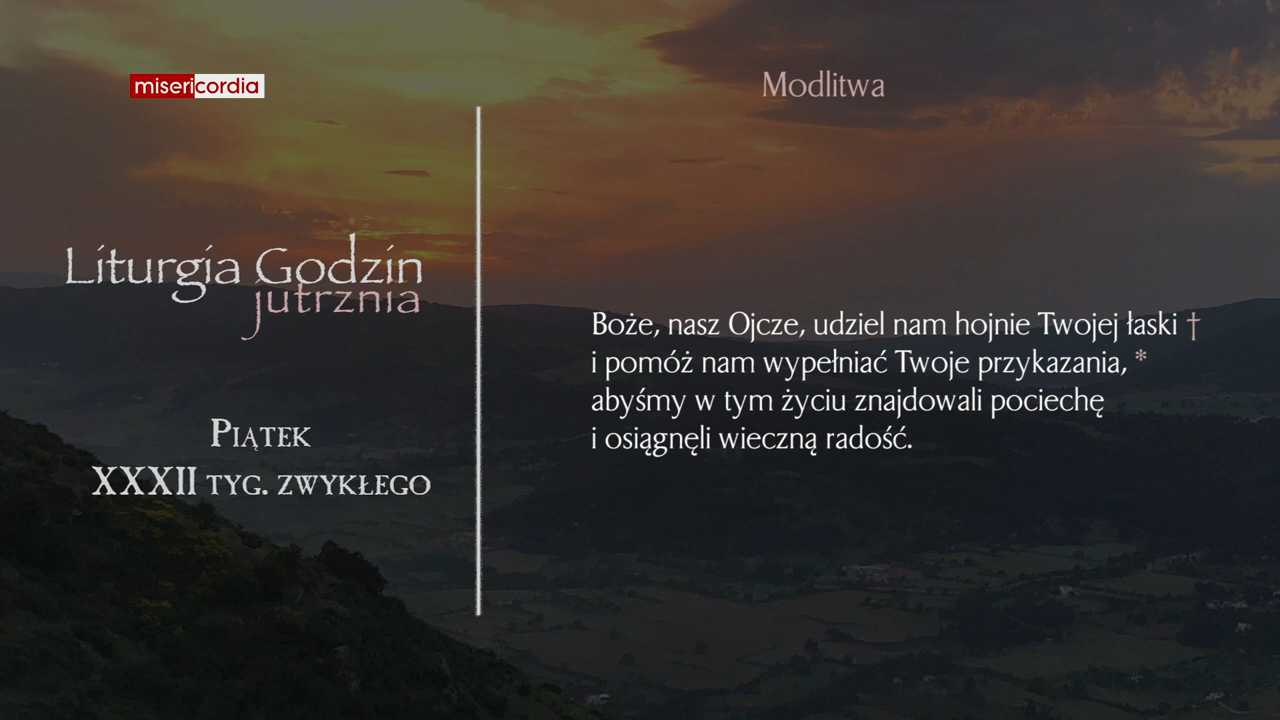 misericordia
Liturgia Godzin
jutrznia
Piątek
XXXII tyg. zwykłego
Modlitwa
Boże, nasz Ojcze, udziel nam hojnie Twojej łaski †
i pomóż nam wypełniać Twoje przykazania, *
abyśmy w tym życiu znajdowali pociechę
i osiągnęli wieczną radość.